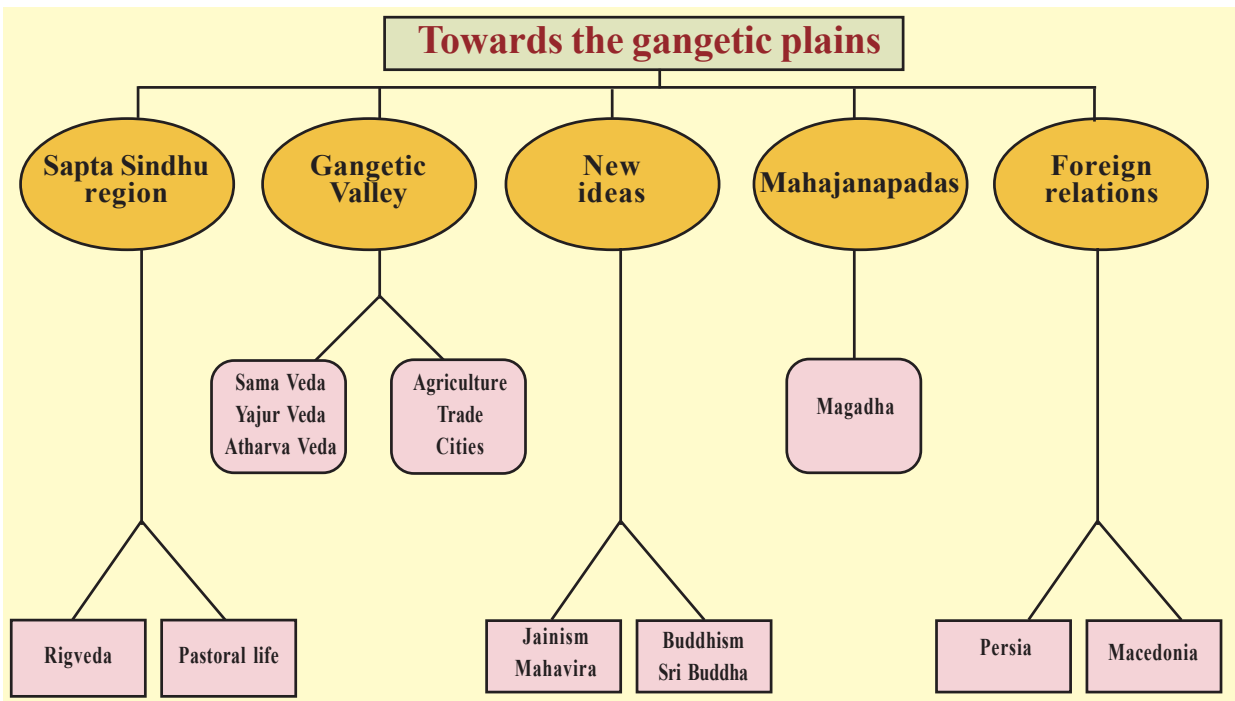 Towards the gangetic plains
Sapta Sindhu
region
Gangetic
Valley
New
ideas
Mahajanapadas
Foreign
relations
Sama Veda
Yajur Veda
Atharva Veda
Agriculture
Trade
Cities
Magadha
Rigveda
Pastoral life
Jainism
Mahavira
Buddhism
Sri Buddha
Persia
Macedonia